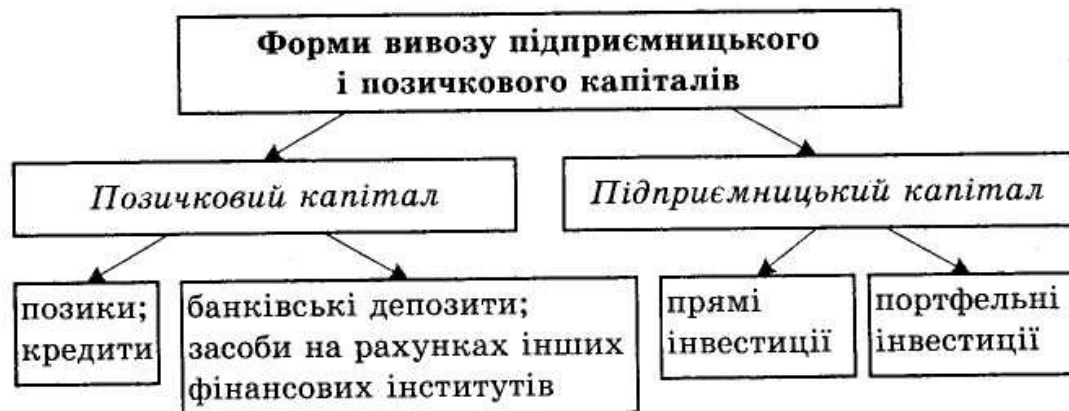 Форми вивозу підприємницького
і позичкового капіталів
Позичковий капітал
Підприємницький капітал
позики;
кредити
банківські депозити;
засоби на рахунках інших
фінансових інститутів
прямі
інвестиції
портфельні
інвестиції